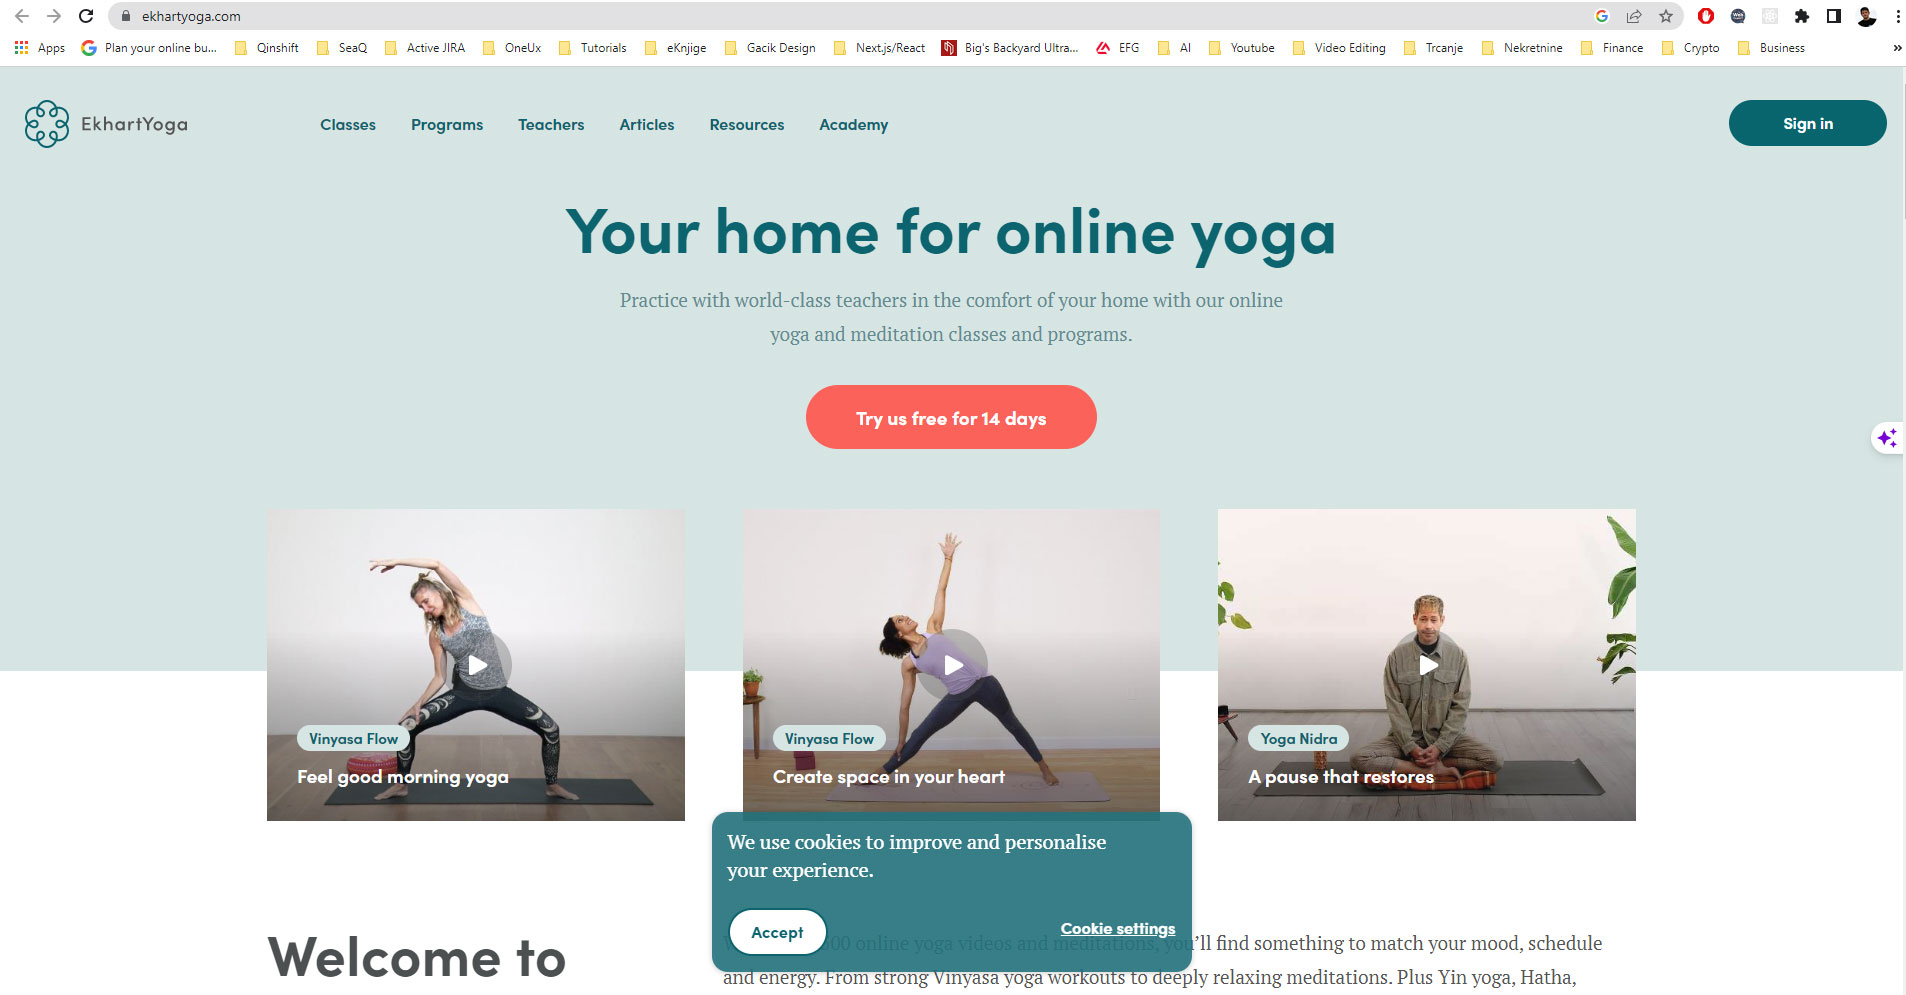 ekhartyoga.com
Apps
Plan your online bu...
Qinshift
SeaQ
Active JIRA
OneUx
Tutorials
eKnjige
Gacik Design
Next.js/React
Big's Backyard Ultra...
EFG
AI
Youtube
Video Editing
Trcanje
Nekretnine
Finance
Crypto
Business
»
EkhartYoga
Classes
Programs
Teachers
Articles
Resources
Academy
Sign in
Your home for online yoga
Practice with world-class teachers in the comfort of your home with our online
yoga and meditation classes and programs.
Try us free for 14 days
Vinyasa Flow
Feel good morning yoga
Vinyasa Flow
Create space in your heart
Yoga Nidra
A pause that restores
We use cookies to improve and personalise
your experience.
Accept
Cookie settings
Welcome to
online yoga videos and meditations, you'll find something to match your mood, schedule
and energy. From strong Vinyasa yoga workouts to deeply relaxing meditations. Plus Yin yoga, Hatha,